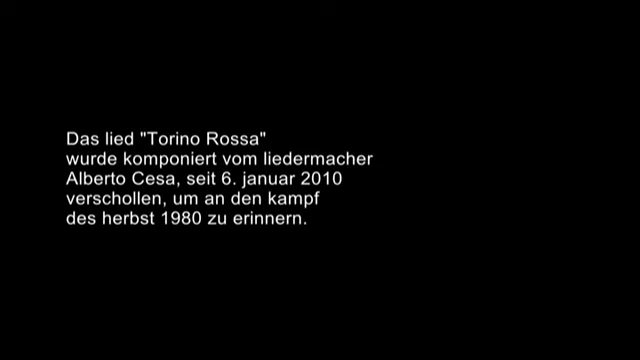 Das lied "Torino Rossa"
wurde komponiert vom liedermacher
Alberto Cesa, seit 6. januar 2010
verschollen, um an den kampf
des herbst 1980 zu erinnern.